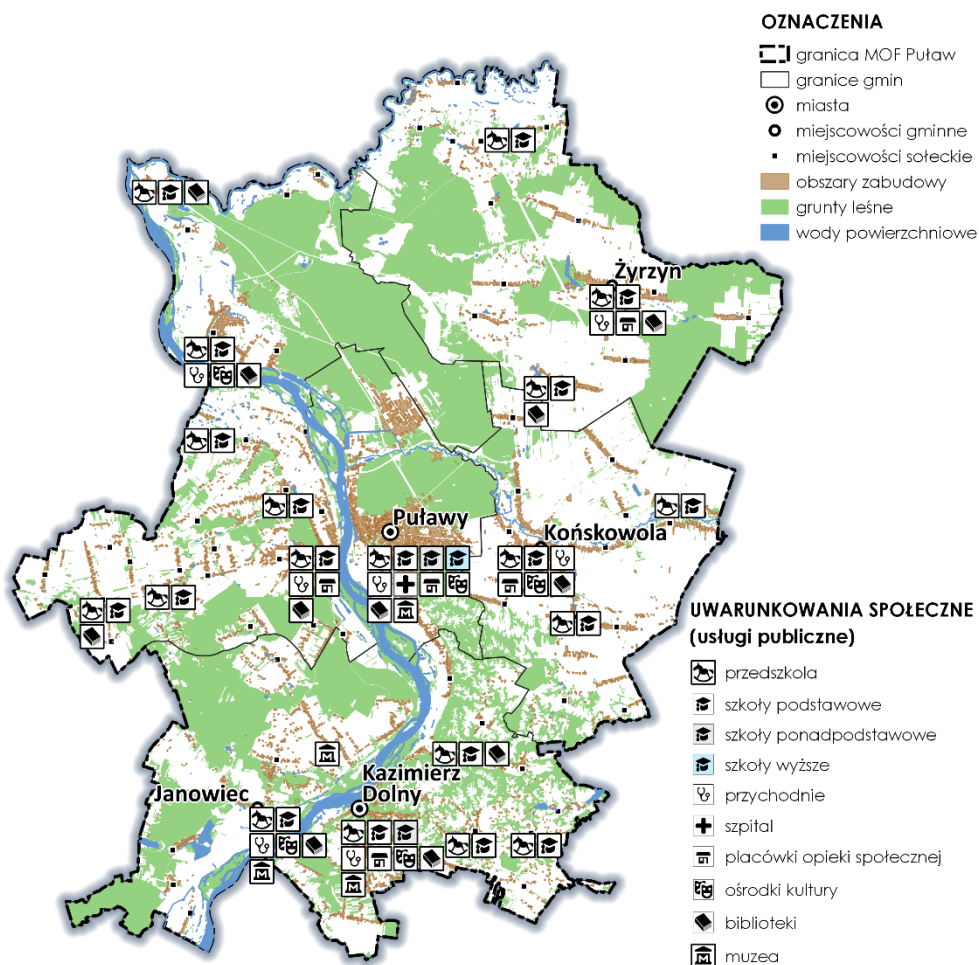 OZNACZENIA
granica MOF Puław
granice gmin
miasta
miejscowości gminne
miejscowości sołeckie
obszary zabudowy
grunty leśne
wody powierzchniowe
Żyrzyn
Puławy
Końskowola
Kazimierz
Dolny
Janowiec
UWARUNKOWANIA SPOŁECZNE
(usługi publiczne)
przedszkola
szkoły podstawowe
szkoły ponadpodstawowe
szkoły wyższe
przychodnie
szpital
placówki opieki społecznej
ośrodki kultury
biblioteki
muzea